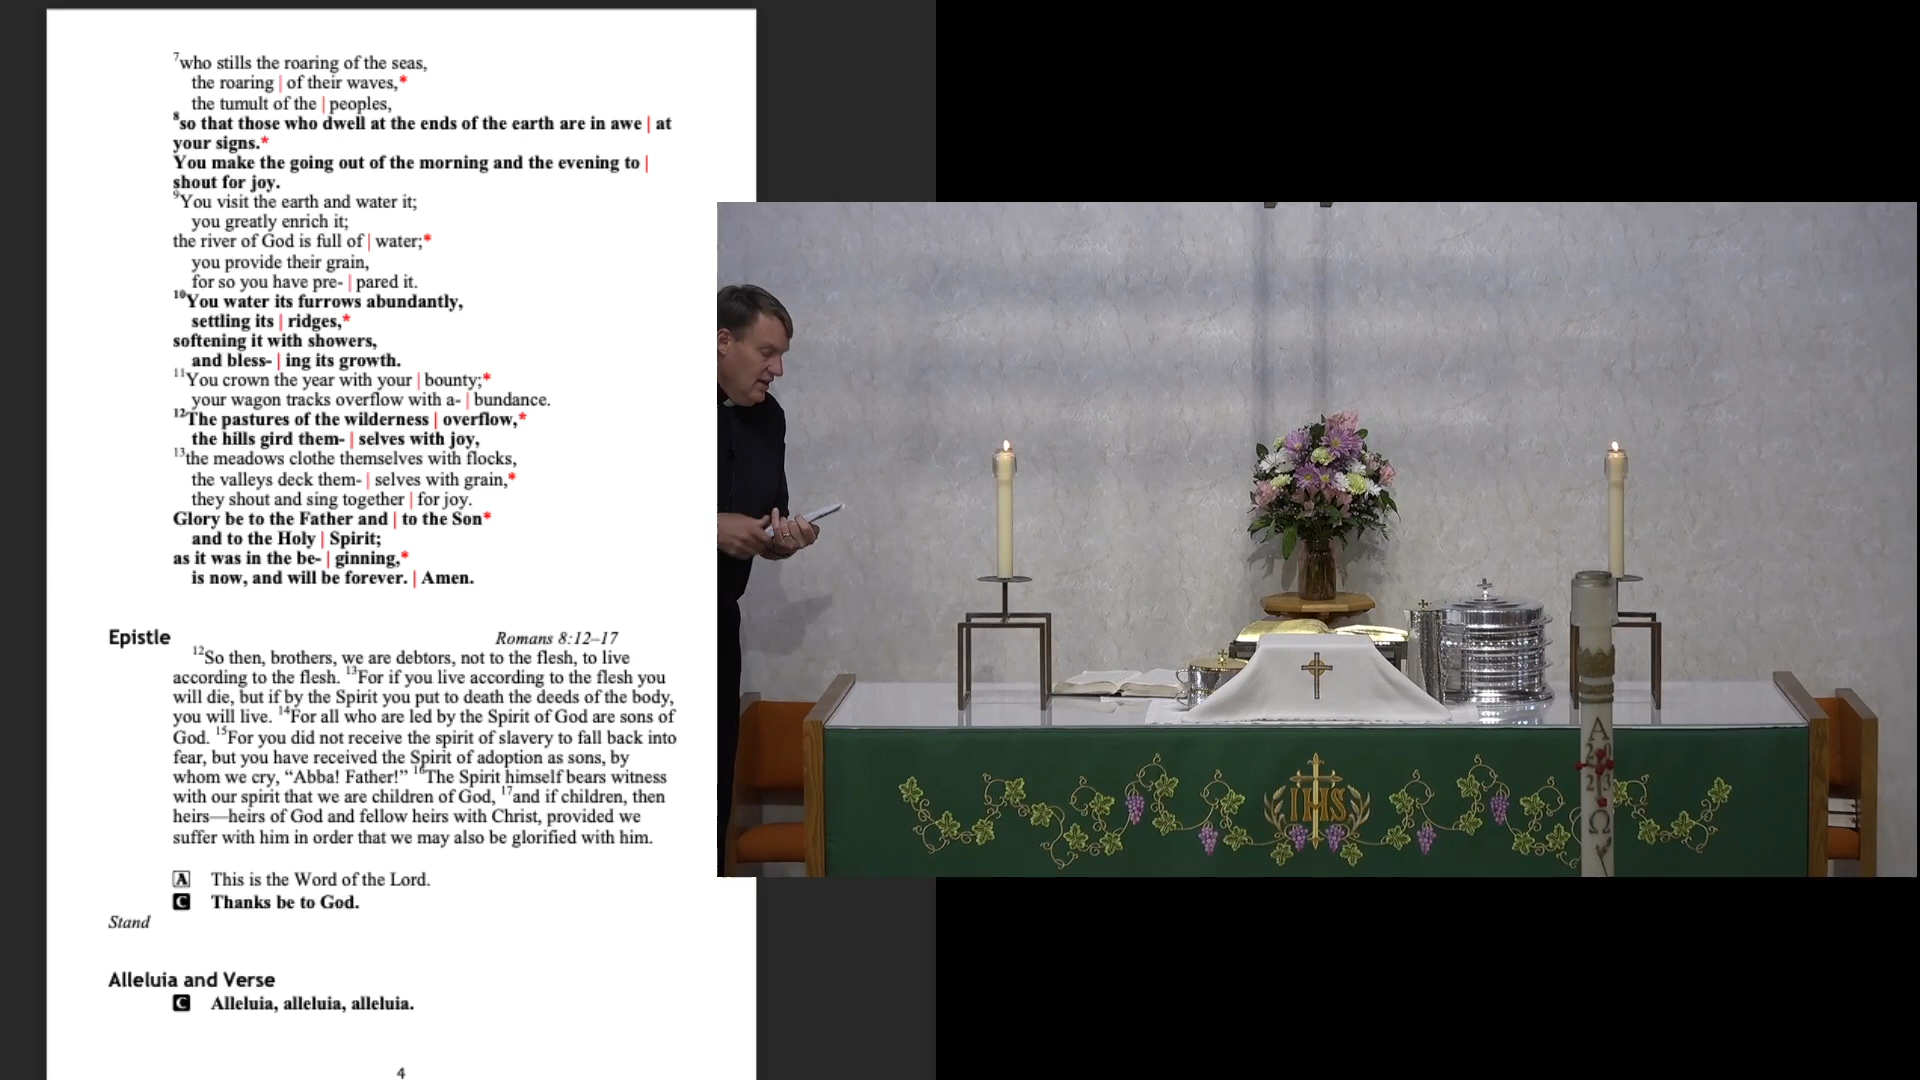 7who stills the roaring of the seas,
the roaring | of their waves,*
the tumult of the | peoples,
8so that those who dwell at the ends of the earth are in awe | at
your signs.*
You make the going out of the morning and the evening to |
shout for joy.
9You visit the earth and water it;
you greatly enrich it;
the river of God is full of | water;*
you provide their grain,
for so you have pre- | pared it.
10You water its furrows abundantly,
settling its | ridges,*
softening it with showers,
and bless- | ing its growth.
11You crown the year with your | bounty;*
your wagon tracks overflow with a- | bundance.
12The pastures of the wilderness | overflow,*
the hills gird them- | selves with joy,
13the meadows clothe themselves with flocks,
the valleys deck them- | selves with grain,*
they shout and sing together | for joy.
Glory be to the Father and | to the Son*
and to the Holy | Spirit;
as it was in the be- | ginning,*
is now, and will be forever. | Amen.
Epistle Romans 8:12–17
12So then, brothers, we are debtors, not to the flesh, to live
according to the flesh. 13For if you live according to the flesh you
will die, but if by the Spirit you put to death the deeds of the body,
you will live. 14For all who are led by the Spirit of God are sons of
God. 15For you did not receive the spirit of slavery to fall back into
fear, but you have received the Spirit of adoption as sons, by
whom we cry, “Abba! Father!” 16The Spirit himself bears witness
with our spirit that we are children of God, 17and if children, then
heirs—heirs of God and fellow heirs with Christ, provided we
suffer with him in order that we may also be glorified with him.
A This is the Word of the Lord.
C Thanks be to God.
Stand
Alleluia and Verse
C Alleluia, alleluia, alleluia.
4
IHS
A
2 0
2 3
Ω